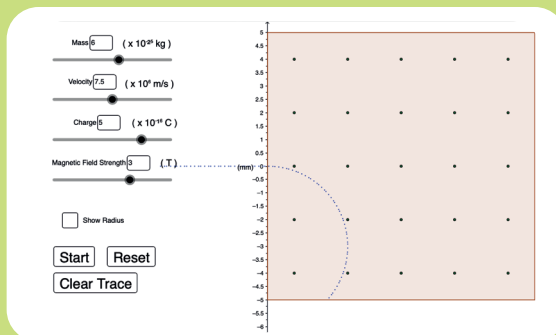 Mass 6 ( x 10⁻²⁵ kg )
Velocity 7.5 ( x 10⁶ m/s )
Charge 5 ( x 10⁻¹⁶ C )
Magnetic Field Strength 3 ( T )
Show Radius
Start Reset
Clear Trace
5
4.5
4
3.5
3
2.5
2
1.5
1
0.5
(mm) 0
−0.5
−1
−1.5
−2
−2.5
−3
−3.5
−4
−4.5
−5
−5.5
−6